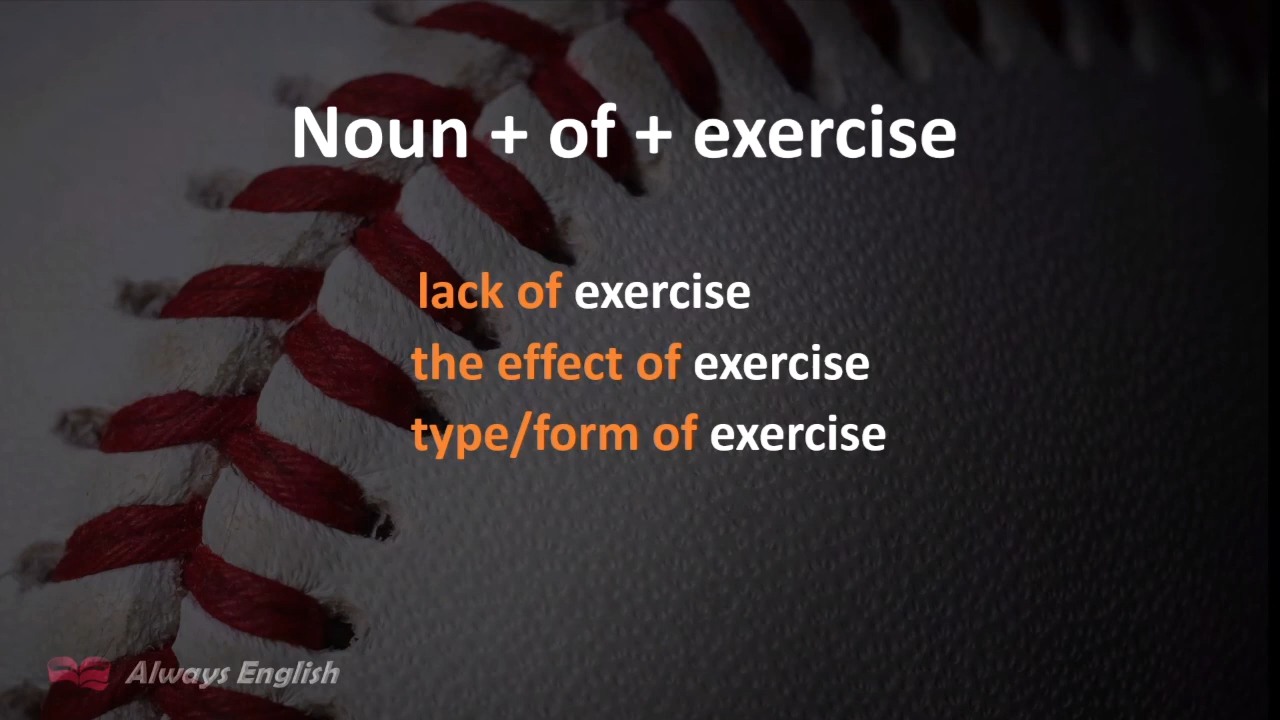 Noun + of + exercise
lack of exercise
the effect of exercise
type/form of exercise
Always English